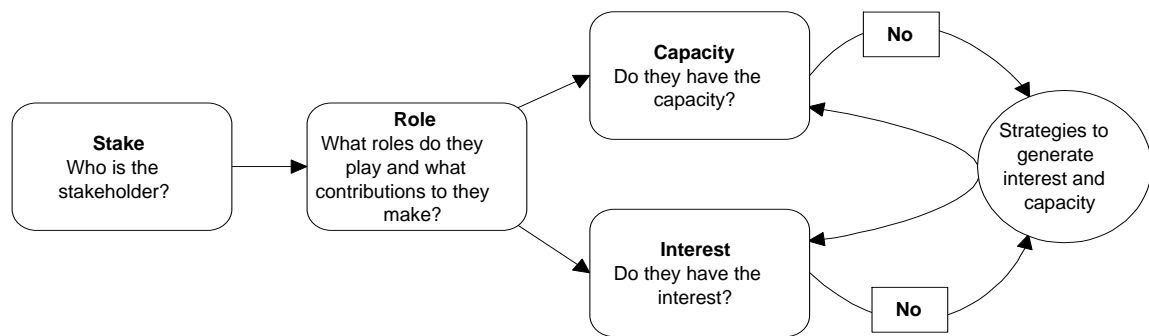 Stake
Who is the
stakeholder?
Role
What roles do they
play and what
contributions to they
make?
Capacity
Do they have the
capacity?
No
Interest
Do they have the
interest?
No
Strategies to
generate
interest and
capacity